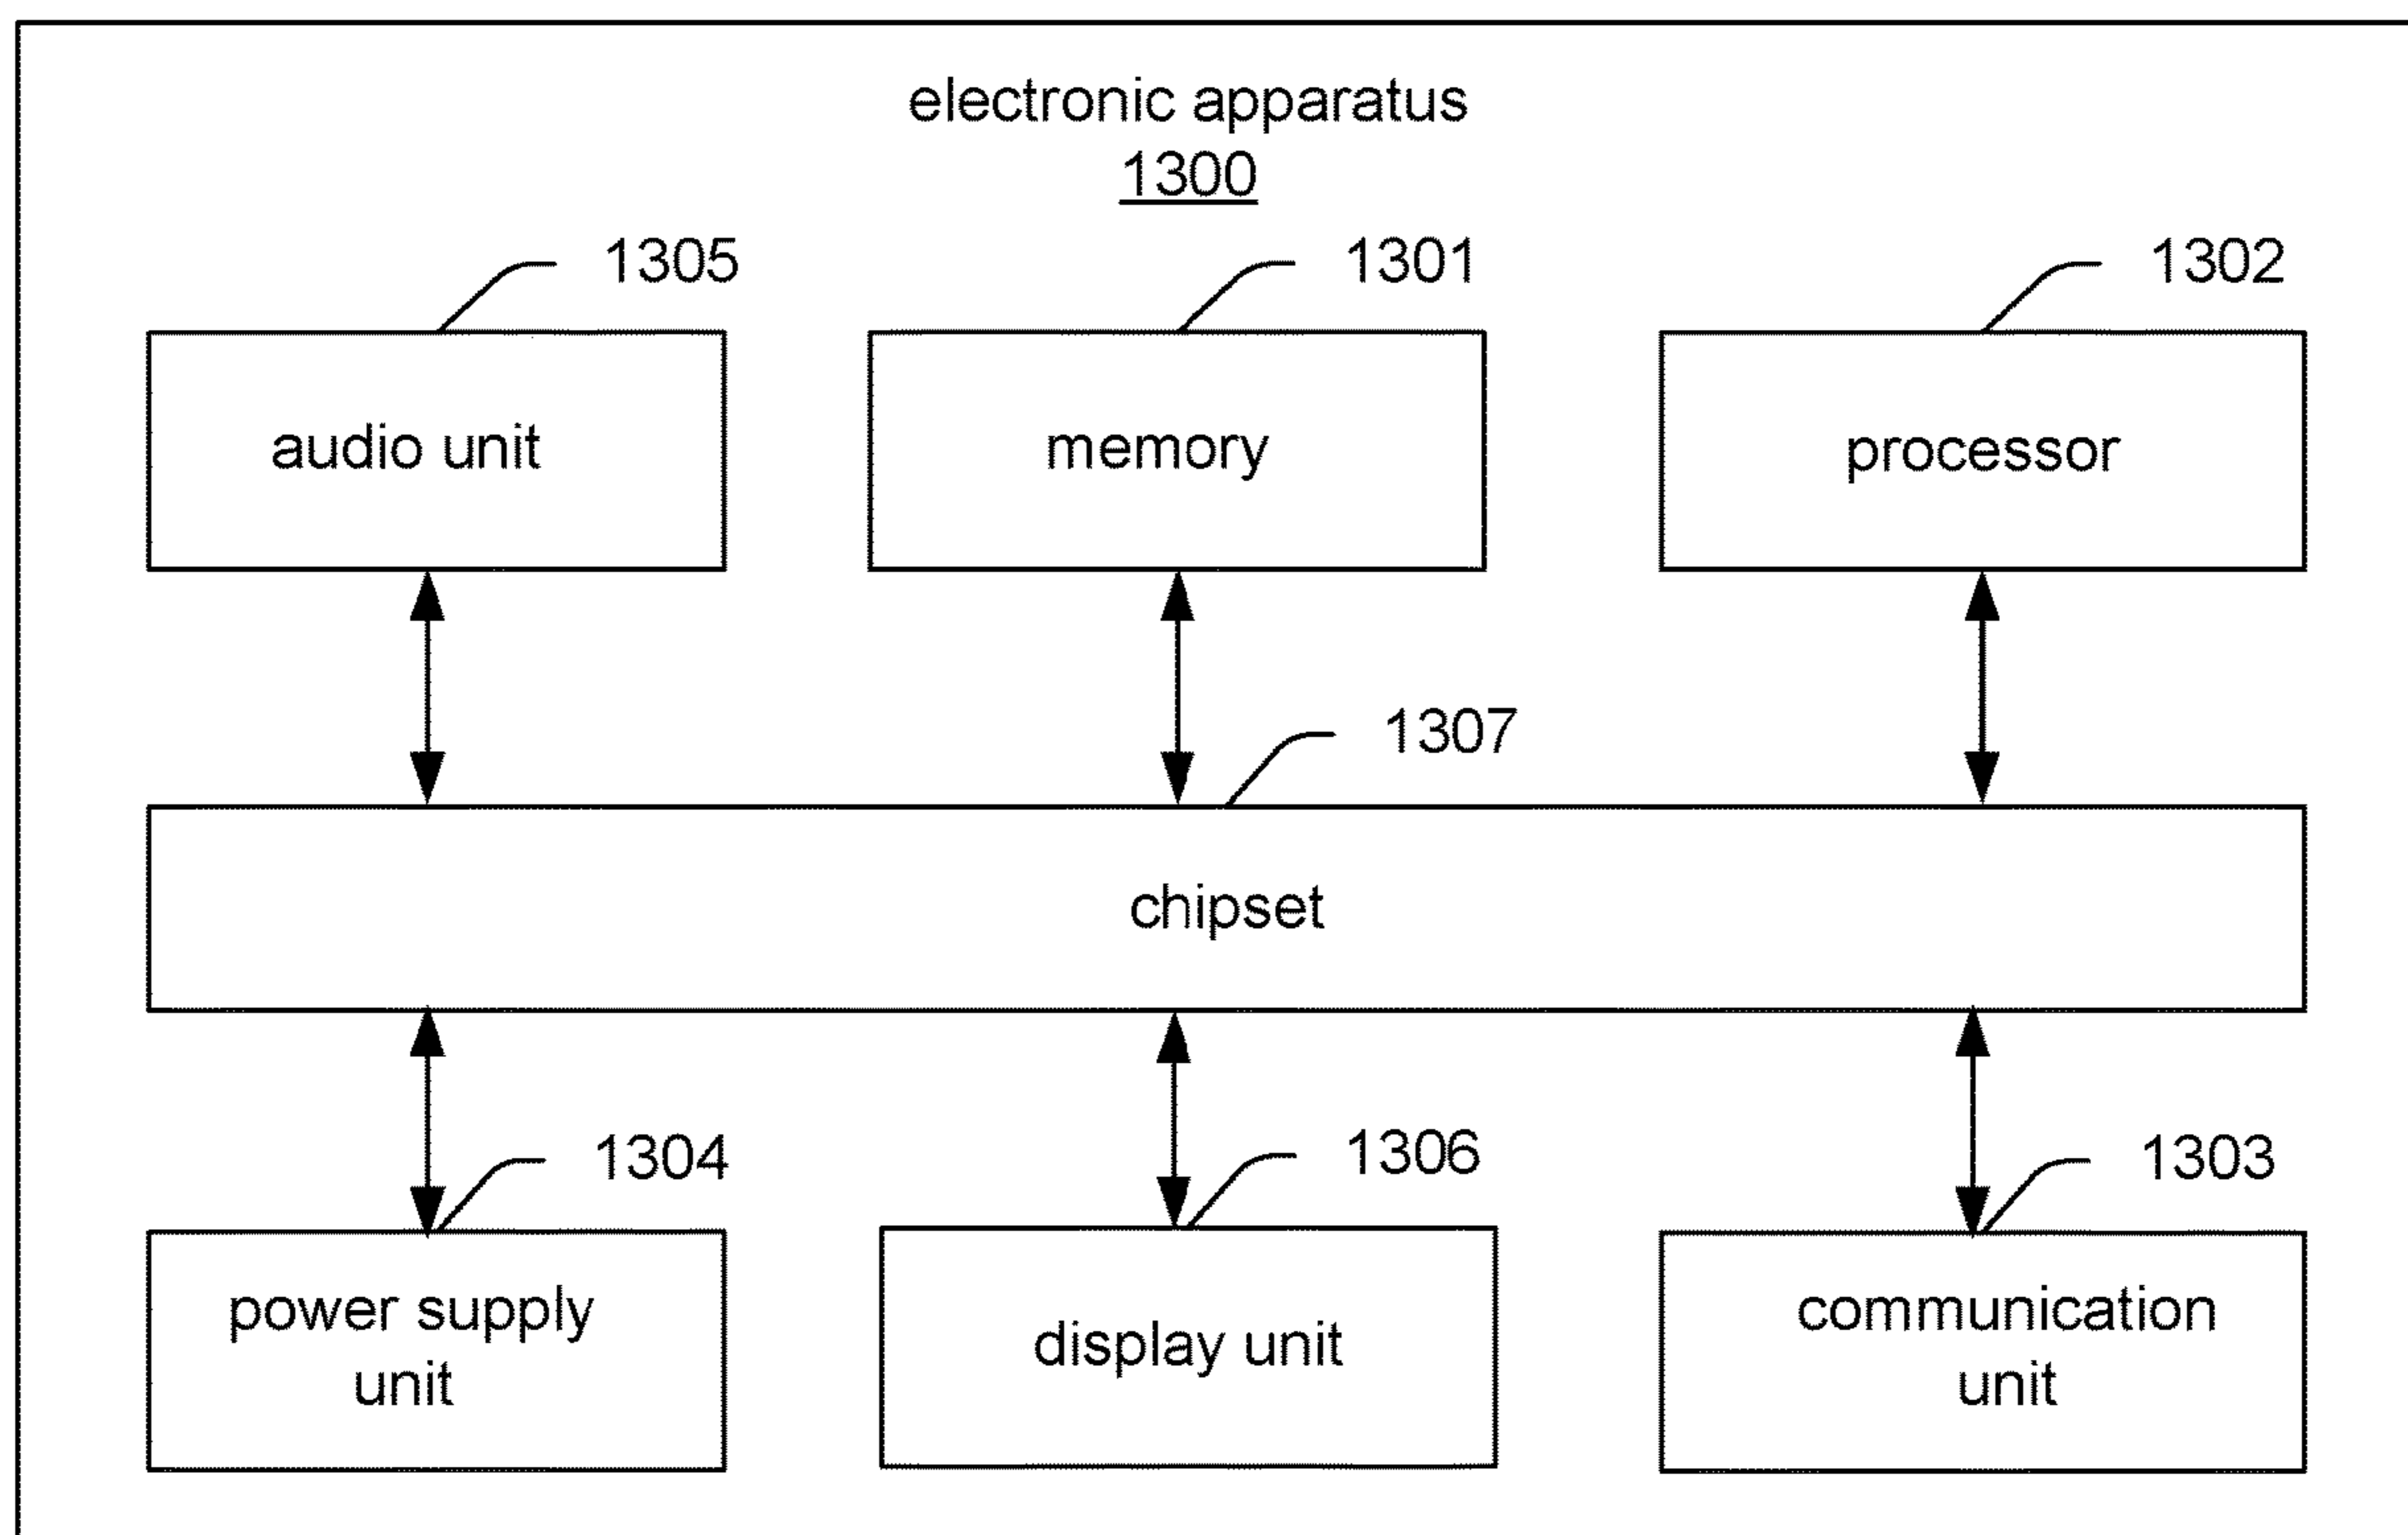 electronic apparatus
1300
1305
1301
1302
audio unit
memory
processor
1307
chipset
1304
1306
1303
power supply
unit
display unit
communication
unit